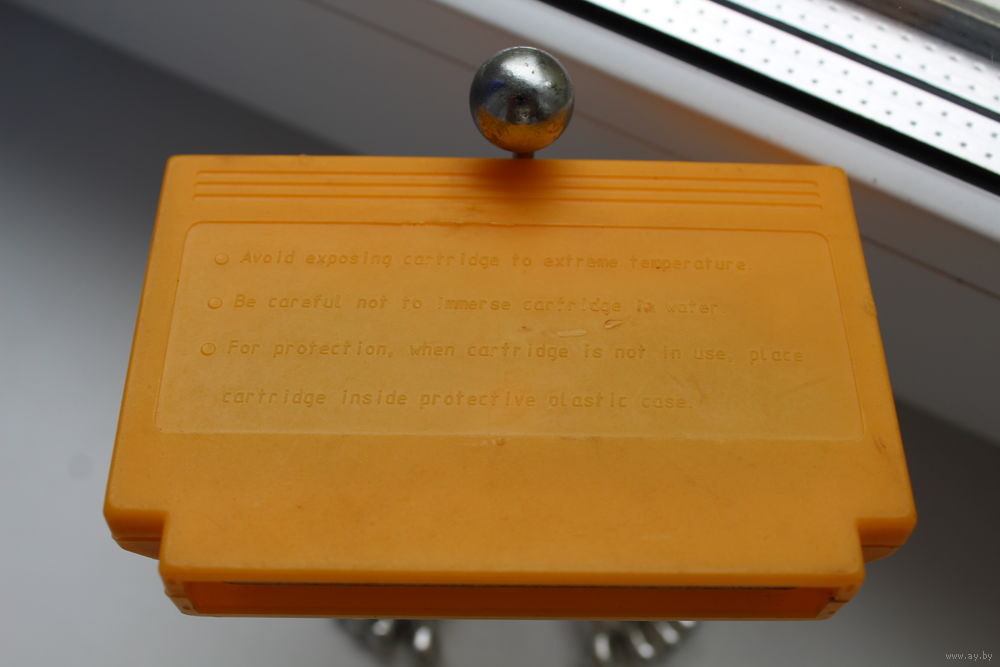 Avoid exposing cartridge to extreme temperature.
Be careful not to immerse cartridge in water.
For protection, when cartridge is not in use, place
cartridge inside protective plastic case.
www.ay.by